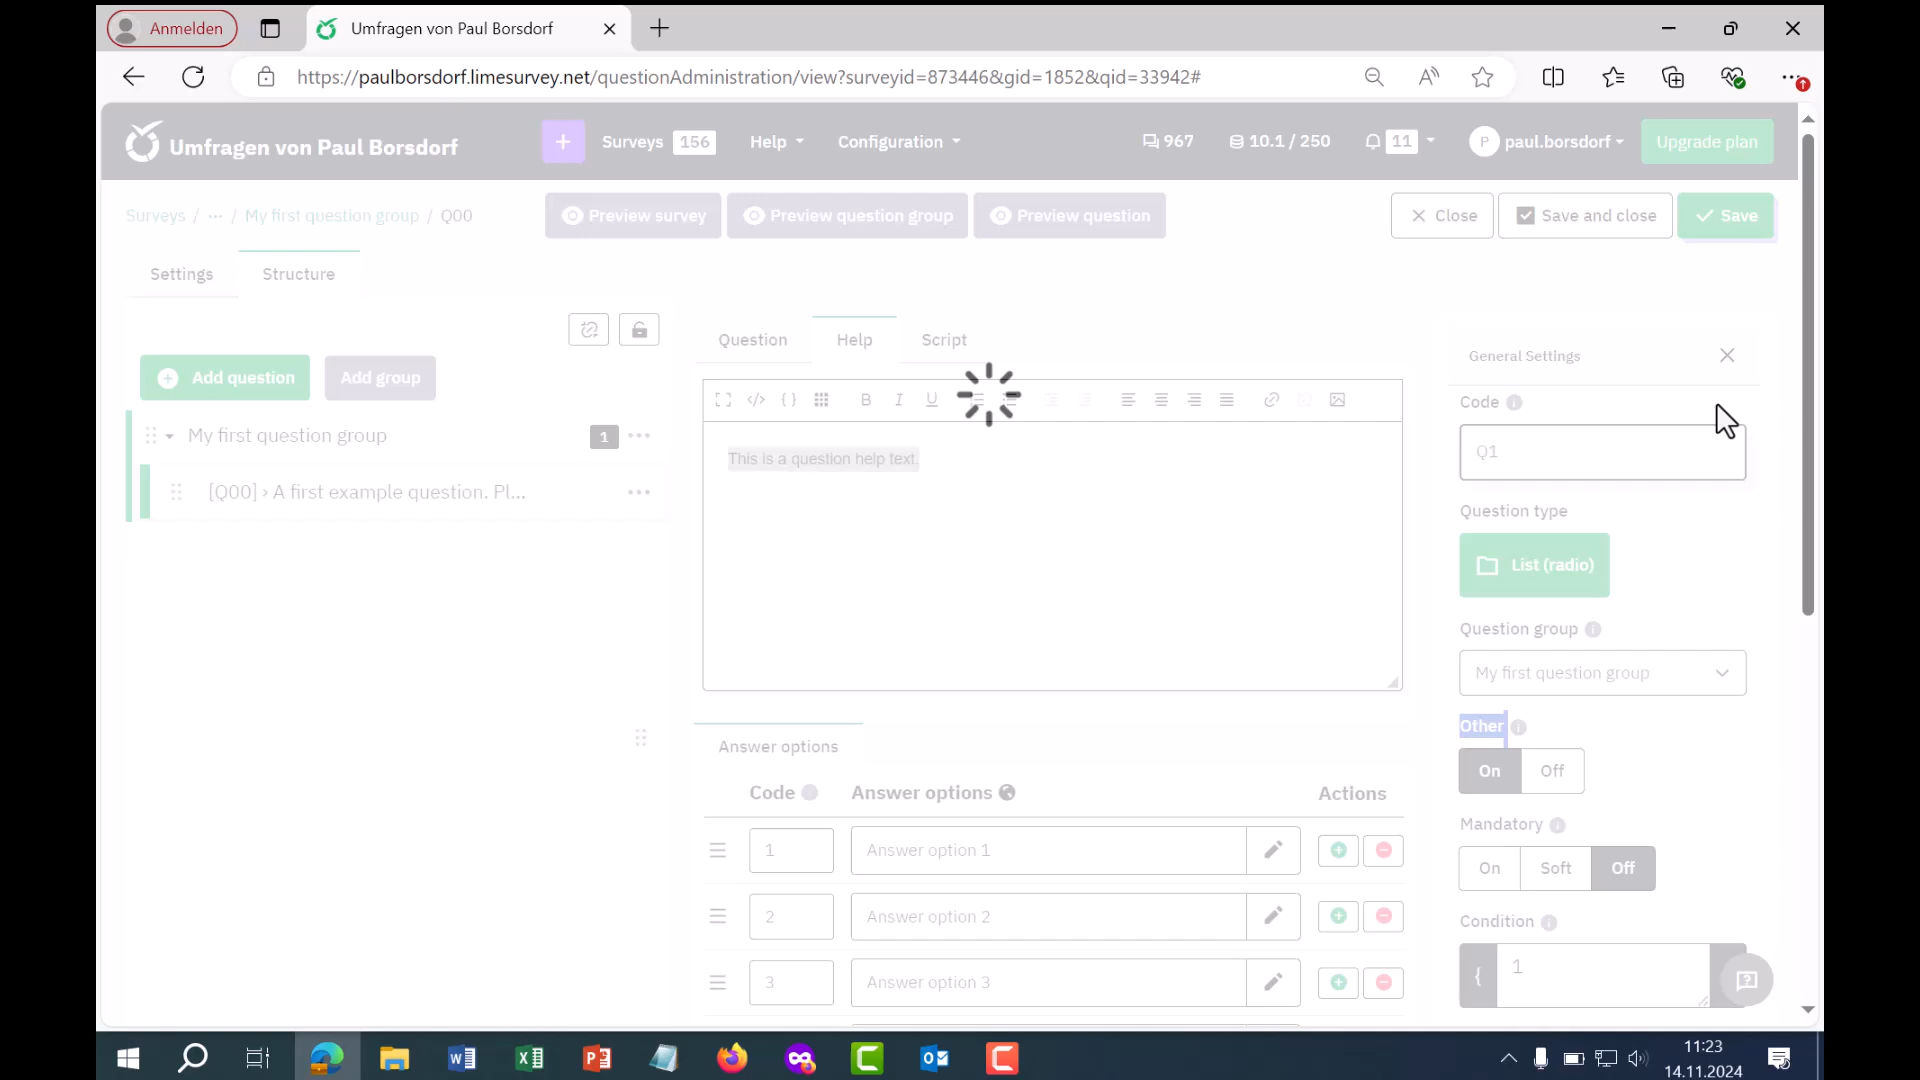 Anmelden
Umfragen von Paul Borsdorf
https://paulborsdorf.limesurvey.net/questionAdministration/view?surveyid=873446&gid=1852&qid=33942#
Umfragen von Paul Borsdorf
+ Surveys 156 Help Configuration 967 10.1 / 250 11 P paul.borsdorf Upgrade plan
Surveys / ... / My first question group / Q00 Preview survey Preview question group Preview question Close Save and close Save
Settings Structure
Question Help Script
General Settings
Add question Add group
Code
My first question group 1
This is a question help text.
Q1
[Q00] › A first example question. Pl...
Question type
List (radio)
Question group
My first question group
Other
Answer options
On Off
Code Answer options Actions
Mandatory
1 Answer option 1
On Soft Off
2 Answer option 2
Condition
{ 1
3 Answer option 3
11:23
14.11.2024